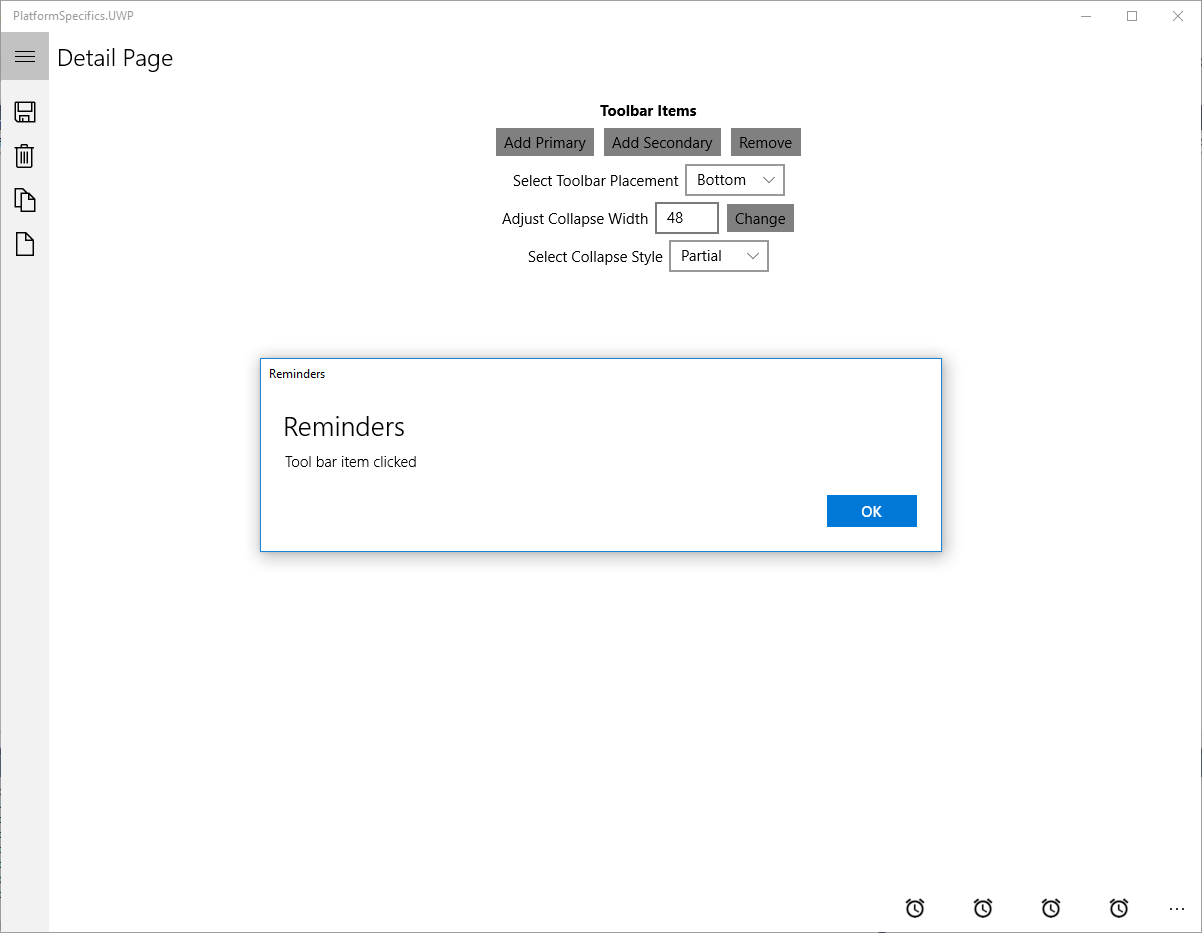 PlatformSpecifics.UWP
Detail Page
Toolbar Items
Add Primary Add Secondary Remove
Select Toolbar Placement Bottom
Adjust Collapse Width 48 Change
Select Collapse Style Partial
Reminders
Reminders
Tool bar item clicked
OK